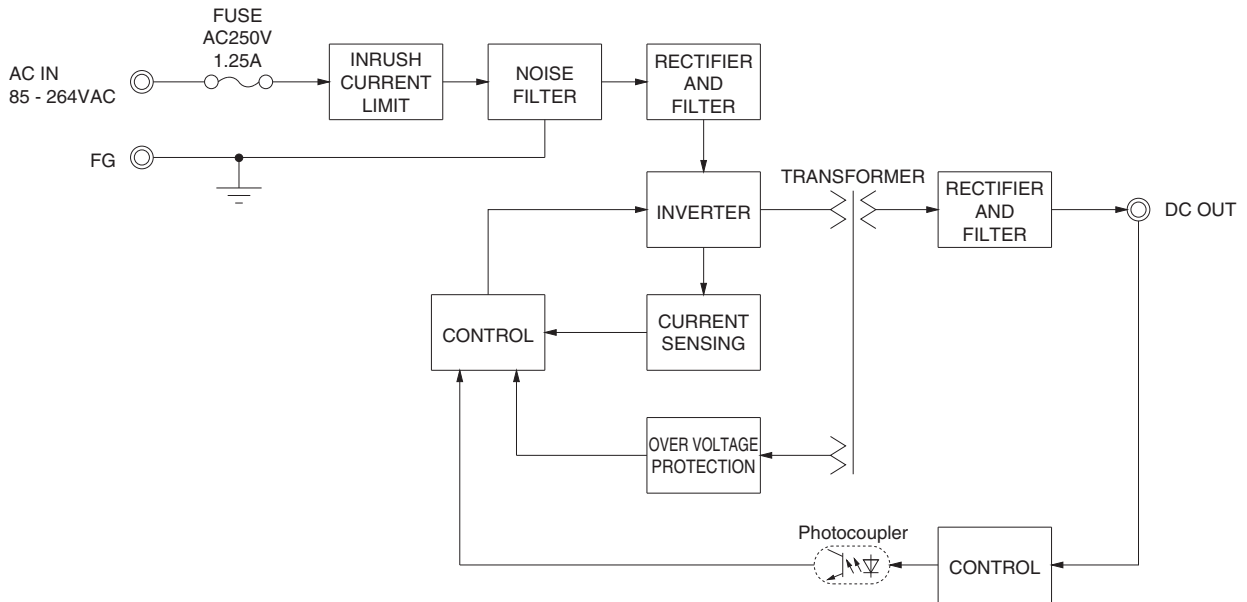 FUSE
AC250V
1.25A
AC IN
85 - 264VAC
INRUSH
CURRENT
LIMIT
NOISE
FILTER
RECTIFIER
AND
FILTER
FG
INVERTER
TRANSFORMER
RECTIFIER
AND
FILTER
DC OUT
CONTROL
CURRENT
SENSING
OVER VOLTAGE
PROTECTION
Photocoupler
CONTROL